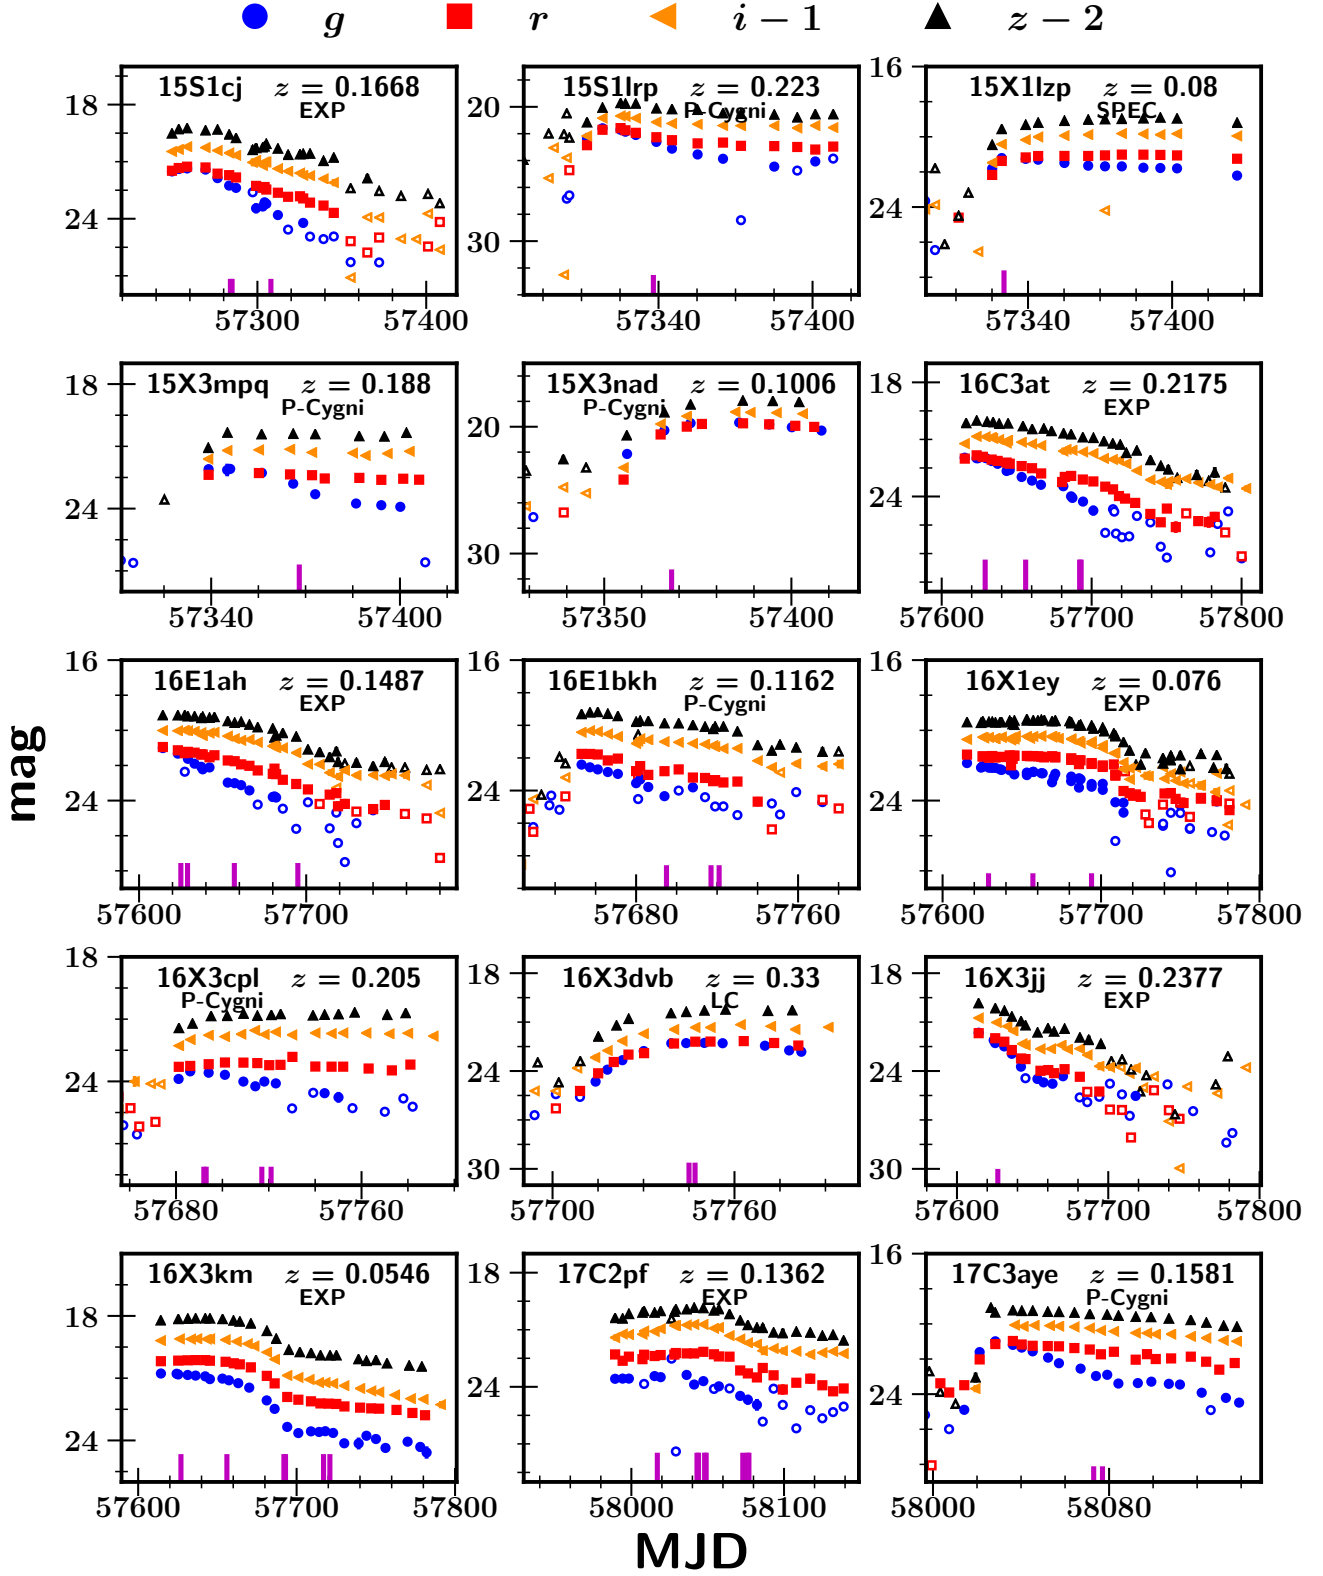 g r i − 1 z − 2
15S1cj z = 0.1668
EXP
18
24
57300 57400
15S1lrp z = 0.223
P-Cygni
20
30
57340 57400
15X1lzp z = 0.08
SPEC
16
24
57340 57400
15X3mpq z = 0.188
P-Cygni
18
24
57340 57400
15X3nad z = 0.1006
P-Cygni
20
30
57350 57400
16C3at z = 0.2175
EXP
18
24
57600 57700 57800
16E1ah z = 0.1487
EXP
16
24
57600 57700
16E1bkh z = 0.1162
P-Cygni
16
24
57680 57760
16X1ey z = 0.076
EXP
16
24
57600 57700 57800
mag
16X3cpl z = 0.205
P-Cygni
18
24
57680 57760
16X3dvb z = 0.33
LC
18
24
30
57700 57760
16X3jj z = 0.2377
EXP
18
24
30
57600 57700 57800
16X3km z = 0.0546
EXP
18
24
57600 57700 57800
17C2pf z = 0.1362
EXP
18
24
58000 58100
17C3aye z = 0.1581
P-Cygni
16
24
58000 58080
MJD